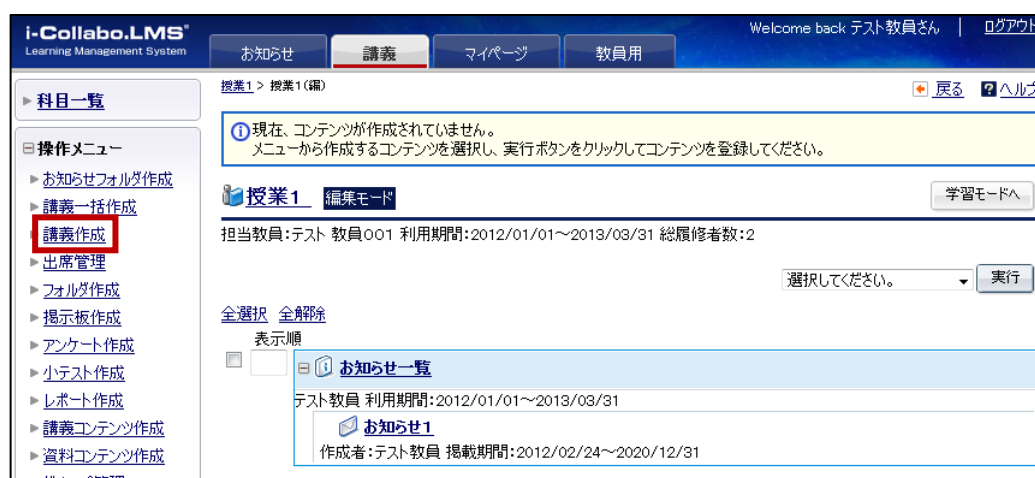 i-Collabo.LMS
Learning Management System
Welcome back テスト教員さん | ログアウト
お知らせ 講義 マイページ 教員用
授業1 > 授業1(編)
戻る ヘルプ
科目一覧
現在、コンテンツが作成されていません。
メニューから作成するコンテンツを選択し、実行ボタンをクリックしてコンテンツを登録してください。
操作メニュー
お知らせフォルダ作成
講義一括作成
講義作成
出席管理
フォルダ作成
掲示板作成
アンケート作成
小テスト作成
レポート作成
講義コンテンツ作成
資料コンテンツ作成
授業1 編集モード
学習モードへ
担当教員:テスト 教員001 利用期間:2012/01/01~2013/03/31 総履修者数:2
選択してください。 実行
全選択 全解除
表示順
お知らせ一覧
テスト教員 利用期間:2012/01/01~2013/03/31
お知らせ1
作成者:テスト教員 掲載期間:2012/02/24~2020/12/31